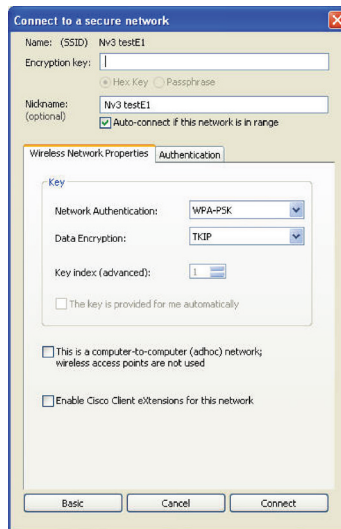 Connect to a secure network
Name: (SSID) Nv3 testE1
Encryption key:
Hex Key Passphrase
Nickname: Nv3 testE1
(optional)
Auto-connect if this network is in range
Wireless Network Properties Authentication
Key
Network Authentication: WPA-PSK
Data Encryption: TKIP
Key index (advanced): 1
The key is provided for me automatically
This is a computer-to-computer (adhoc) network;
wireless access points are not used
Enable Cisco Client eXtensions for this network
Basic Cancel Connect